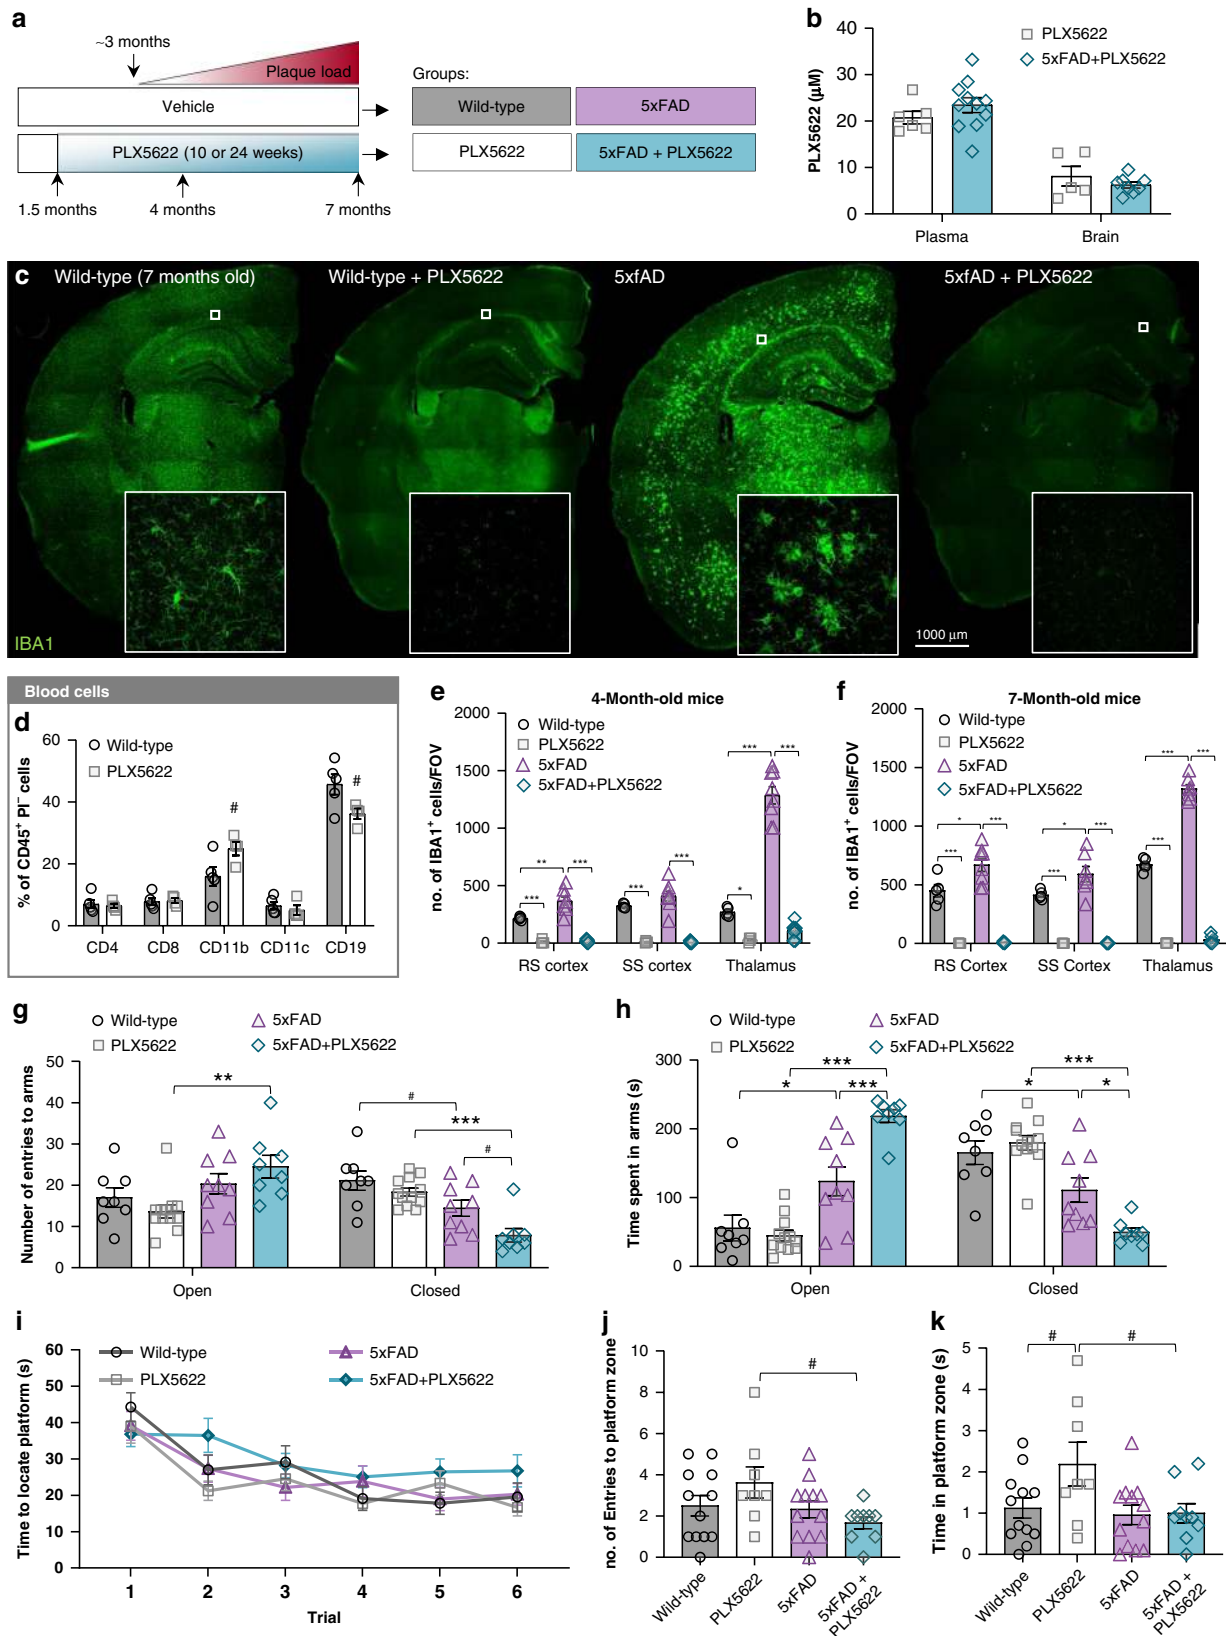 a
~3 months
Plaque load
Vehicle
PLX5622 (10 or 24 weeks)
1.5 months
4 months
7 months
Groups:
Wild-type
5xFAD
PLX5622
5xFAD + PLX5622
b
PLX5622
5xFAD+PLX5622
PLX5622 (μM)
40
30
20
10
0
Plasma
Brain
c
Wild-type (7 months old)
Wild-type + PLX5622
5xfAD
5xfAD + PLX5622
IBA1
1000 μm
Blood cells
d
Wild-type
PLX5622
% of CD45+ PI- cells
60
40
20
0
#
#
CD4
CD8
CD11b
CD11c
CD19
e
4-Month-old mice
Wild-type
PLX5622
5xFAD
5xFAD+PLX5622
no. of IBA1+ cells/FOV
2000
1500
1000
500
0
***
**
***
***
***
*
***
***
RS cortex
SS cortex
Thalamus
f
7-Month-old mice
Wild-type
PLX5622
5xFAD
5xFAD+PLX5622
no. of IBA1+ cells/FOV
2000
1500
1000
500
0
***
*
***
***
*
***
***
***
***
RS Cortex
SS Cortex
Thalamus
g
Wild-type
PLX5622
5xFAD
5xFAD+PLX5622
Number of entries to arms
50
40
30
20
10
0
**
#
***
#
Open
Closed
h
Wild-type
PLX5622
5xFAD
5xFAD+PLX5622
Time spent in arms (s)
300
200
100
0
***
*
***
***
*
*
Open
Closed
i
Wild-type
PLX5622
5xFAD
5xFAD+PLX5622
Time to locate platform (s)
60
50
40
30
20
10
0
1
2
3
4
5
6
Trial
j
no. of Entries to platform zone
10
8
6
4
2
0
#
Wild-type
PLX5622
5xFAD
5xFAD +
PLX5622
k
Time in platform zone (s)
5
4
3
2
1
0
#
#
Wild-type
PLX5622
5xFAD
5xFAD +
PLX5622